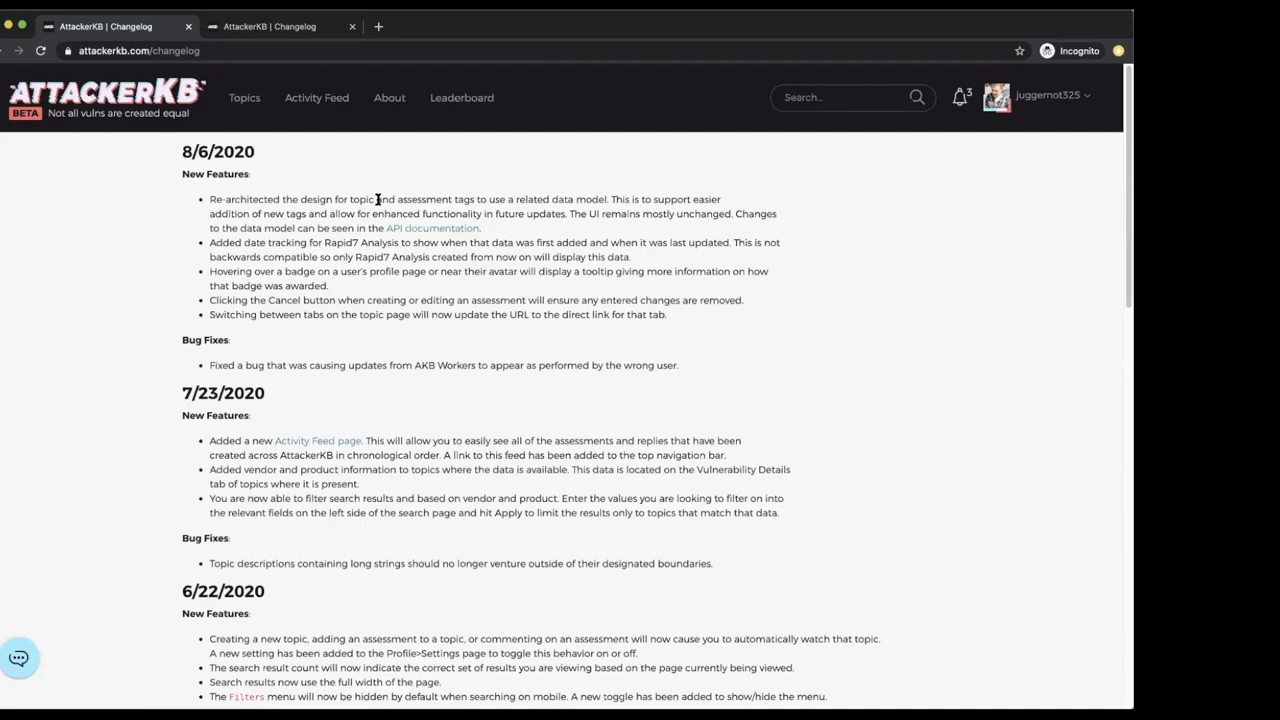 AttackerKB | Changelog
AttackerKB | Changelog
attackerkb.com/changelog
Incognito
ATTACKERKB
BETA Not all vulns are created equal
Topics
Activity Feed
About
Leaderboard
Search...
3
juggernot325
8/6/2020
New Features:
Re-architected the design for topic and assessment tags to use a related data model. This is to support easier
addition of new tags and allow for enhanced functionality in future updates. The UI remains mostly unchanged. Changes
to the data model can be seen in the API documentation.
Added date tracking for Rapid7 Analysis to show when that data was first added and when it was last updated. This is not
backwards compatible so only Rapid7 Analysis created from now on will display this data.
Hovering over a badge on a user's profile page or near their avatar will display a tooltip giving more information on how
that badge was awarded.
Clicking the Cancel button when creating or editing an assessment will ensure any entered changes are removed.
Switching between tabs on the topic page will now update the URL to the direct link for that tab.
Bug Fixes:
Fixed a bug that was causing updates from AKB Workers to appear as performed by the wrong user.
7/23/2020
New Features:
Added a new Activity Feed page. This will allow you to easily see all of the assessments and replies that have been
created across AttackerKB in chronological order. A link to this feed has been added to the top navigation bar.
Added vendor and product information to topics where the data is available. This data is located on the Vulnerability Details
tab of topics where it is present.
You are now able to filter search results and based on vendor and product. Enter the values you are looking to filter on into
the relevant fields on the left side of the search page and hit Apply to limit the results only to topics that match that data.
Bug Fixes:
Topic descriptions containing long strings should no longer venture outside of their designated boundaries.
6/22/2020
New Features:
Creating a new topic, adding an assessment to a topic, or commenting on an assessment will now cause you to automatically watch that topic.
A new setting has been added to the Profile>Settings page to toggle this behavior on or off.
The search result count will now indicate the correct set of results you are viewing based on the page currently being viewed.
Search results now use the full width of the page.
The Filters menu will now be hidden by default when searching on mobile. A new toggle has been added to show/hide the menu.